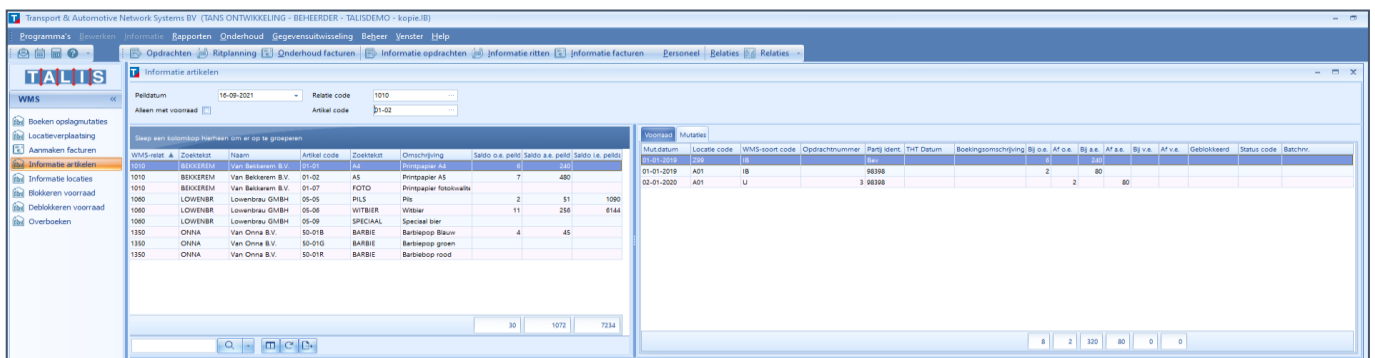 Transport & Automotive Network Systems BV (TANS ONTWIKKELING - BEHEERDER - TALISDEMO - kopie.IB)
Programma's Bewerken Informatie Rapporten Onderhoud Gegevensuitwisseling Beheer Venster Help
Opdrachten Ritplanning Onderhoud facturen Informatie opdrachten Informatie ritten Informatie facturen Personeel Relaties Relaties
TALIS
WMS
Boeken opslagmutaties
Locatieverplaatsing
Aanmaken facturen
Informatie artikelen
Informatie locaties
Blokkeren voorraad
Deblokkeren voorraad
Overboeken
Informatie artikelen
Peildatum 16-09-2021 Relatie code 1010
Alleen met voorraad Artikel code 01-02
Sleep een kolomkop hierheen om er op te groeperen
WMS-relat Zoektekst Naam Artikel code Zoektekst Omschrijving Saldo o.e. peild Saldo a.e. peild Saldo i.e. peildc
1010 BEKKEREM Van Bekkerem B.V. 01-01 A4 Printpapier A4 6 240
1010 BEKKEREM Van Bekkerem B.V. 01-02 A5 Printpapier A5 7 480
1010 BEKKEREM Van Bekkerem B.V. 01-07 FOTO Printpapier fotokwalite
1060 LOWENBR Lowenbrau GMBH 05-05 PILS Pils 2 51 1090
1060 LOWENBR Lowenbrau GMBH 05-06 WITBIER Witbier 11 256 6144
1060 LOWENBR Lowenbrau GMBH 05-09 SPECIAAL Speciaal bier
1350 ONNA Van Onna B.V. 50-01B BARBIE Barbiepop Blauw 4 45
1350 ONNA Van Onna B.V. 50-01G BARBIE Barbiepop groen
1350 ONNA Van Onna B.V. 50-01R BARBIE Barbiebop rood
30 1072 7234
Voorraad Mutaties
Mut.datum Locatie code WMS-soort code Opdrachtnummer Partij ident. THT Datum Boekingsomschrijving Bij o.e. Af o.e. Bij a.e. Af a.e. Bij v.e. Af v.e. Geblokkeerd Status code Batchnr.
01-01-2019 Z99 IB Bev 6 240
01-01-2019 A01 IB 98398 2 80
02-01-2020 A01 U 3 98398 2 80
8 2 320 80 0 0